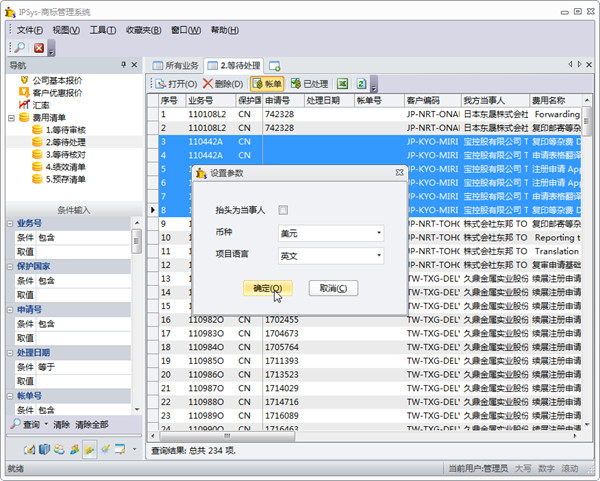 IPSys-商标管理系统
文件(F) 视图(V) 工具(T) 收藏夹(B) 窗口(W) 帮助(H)
导航
公司基本报价
客户优惠报价
汇率
费用清单
1.等待审核
2.等待处理
3.等待核对
4.绩效清单
5.预存清单
条件输入
业务号
条件 包含
取值
保护国家
条件 包含
取值
申请号
条件 包含
取值
处理日期
条件 等于
取值
帐单号
条件 包含
查询 清除 清除全部
所有业务 2.等待处理
打开(O) 删除(D) 帐单 已处理
序号 业务号 保护国 申请号 处理日期 帐单号 客户编码 我方当事人 费用名称
1 110108L2 CN 742328 JP-NRT-ONAI 日本东晟株式会社 Forwarding
2 110108L2 CN 742328 JP-NRT-ONAI 日本东晟株式会社 复印邮寄等杂
3 110442A CN JP-KYO-MIRI 宝控股有限公司 T 复印等杂费 D
4 110442A CN JP-KYO-MIRI 宝控股有限公司 T 申请表格翻译
5 JP-KYO-MIRI 宝控股有限公司 T 注册申请 App
6 JP-KYO-MIRI 宝控股有限公司 T 注册申请 App
7 JP-KYO-MIRI 宝控股有限公司 T 申请表格翻译
8 JP-KYO-MIRI 宝控股有限公司 T 复印等杂费 D
9 JP-NRT-TOHO 株式会社东邦 TO 复印邮寄等杂
10 JP-NRT-TOHO 株式会社东邦 TO Reporting t
11 JP-NRT-TOHO 株式会社东邦 TO Translation
12 JP-NRT-TOHO 株式会社东邦 TO 复审申请基础
13 TW-TXG-DELV 久鼎金属实业股份 续展注册申请
14 TW-TXG-DELV 久鼎金属实业股份 续展注册申请
15 TW-TXG-DELV 久鼎金属实业股份 续展注册申请
16 110982O CN 1702455 TW-TXG-DELV 久鼎金属实业股份 续展注册申请
17 110983O CN 1704673 TW-TXG-DELV 久鼎金属实业股份 续展注册申请
18 110984O CN 1705764 TW-TXG-DELV 久鼎金属实业股份 续展注册申请
19 110985O CN 1711393 TW-TXG-DELV 久鼎金属实业股份 续展注册申请
20 110986O CN 1713523 TW-TXG-DELV 久鼎金属实业股份 续展注册申请
21 110987O CN 1714029 TW-TXG-DELV 久鼎金属实业股份 续展注册申请
22 110988O CN 1714716 TW-TXG-DELV 久鼎金属实业股份 续展注册申请
23 110989O CN 1716089 TW-TXG-DELV 久鼎金属实业股份 续展注册申请
24 110990O CN 1716463 TW-TXG-DELV 久鼎金属实业股份 续展注册申请
设置参数
抬头为当事人
币种 美元
项目语言 英文
确定(O) 取消(C)
查询结果: 总共 234 项.
就绪 当前用户:管理员 大写 数字 滚动